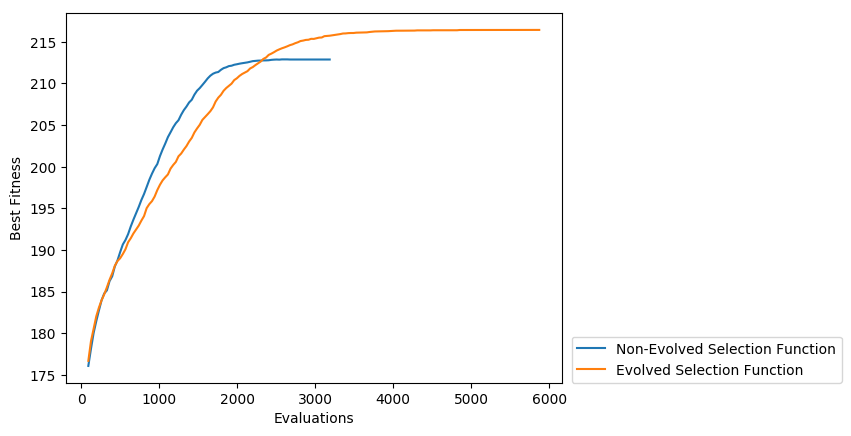 215
210
205
200
195
190
185
180
175
Best Fitness
0 1000 2000 3000 4000 5000 6000
Evaluations
Non-Evolved Selection Function
Evolved Selection Function